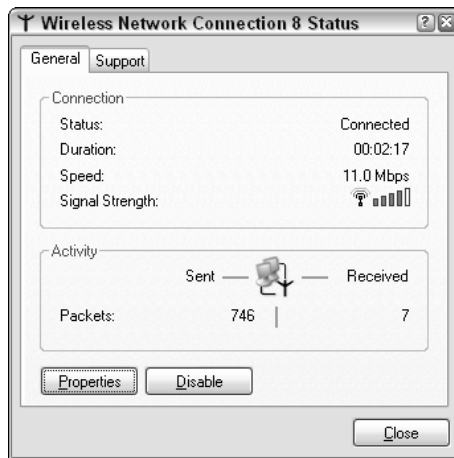 Wireless Network Connection 8 Status
General Support
Connection
Status: Connected
Duration: 00:02:17
Speed: 11.0 Mbps
Signal Strength:
Activity
Sent Received
Packets: 746 7
Properties Disable
Close